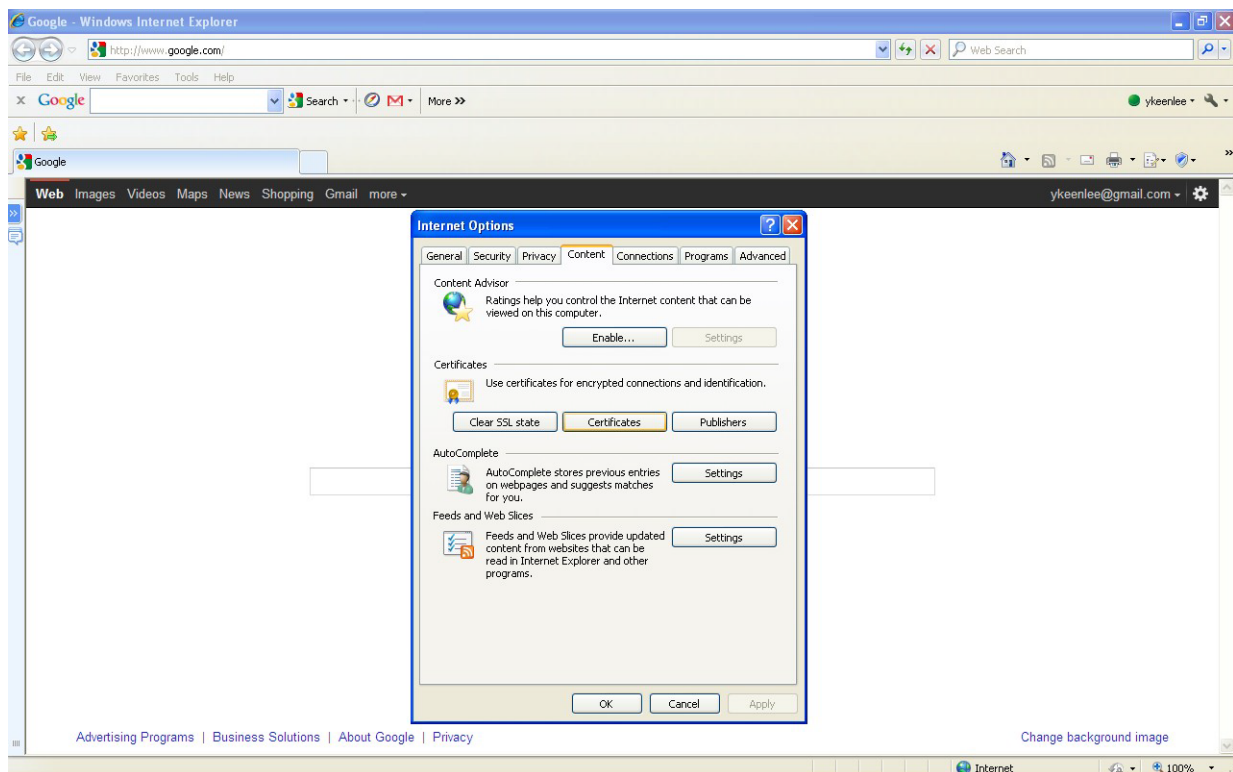 Google - Windows Internet Explorer
http://www.google.com/ Web Search
File Edit View Favorites Tools Help
x Google Search More >> ykeenlee
Google
Web Images Videos Maps News Shopping Gmail more ykeenlee@gmail.com
Internet Options
General Security Privacy Content Connections Programs Advanced
Content Advisor
Ratings help you control the Internet content that can be
viewed on this computer.
Enable... Settings
Certificates
Use certificates for encrypted connections and identification.
Clear SSL state Certificates Publishers
AutoComplete
AutoComplete stores previous entries
on webpages and suggests matches
for you.
Settings
Feeds and Web Slices
Feeds and Web Slices provide updated
content from websites that can be
read in Internet Explorer and other
programs.
Settings
OK Cancel Apply
Advertising Programs | Business Solutions | About Google | Privacy Change background image
Internet 100%